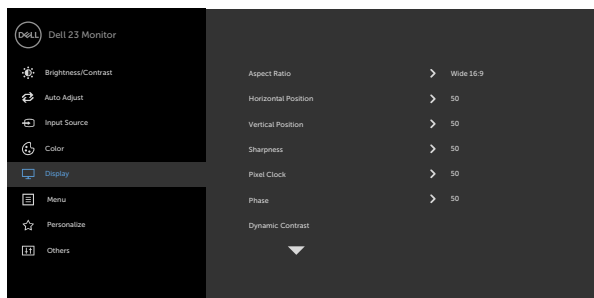 DELL Dell 23 Monitor
Brightness/Contrast
Auto Adjust
Input Source
Color
Display
Menu
Personalize
Others
Aspect Ratio Wide 16:9
Horizontal Position 50
Vertical Position 50
Sharpness 50
Pixel Clock 50
Phase 50
Dynamic Contrast